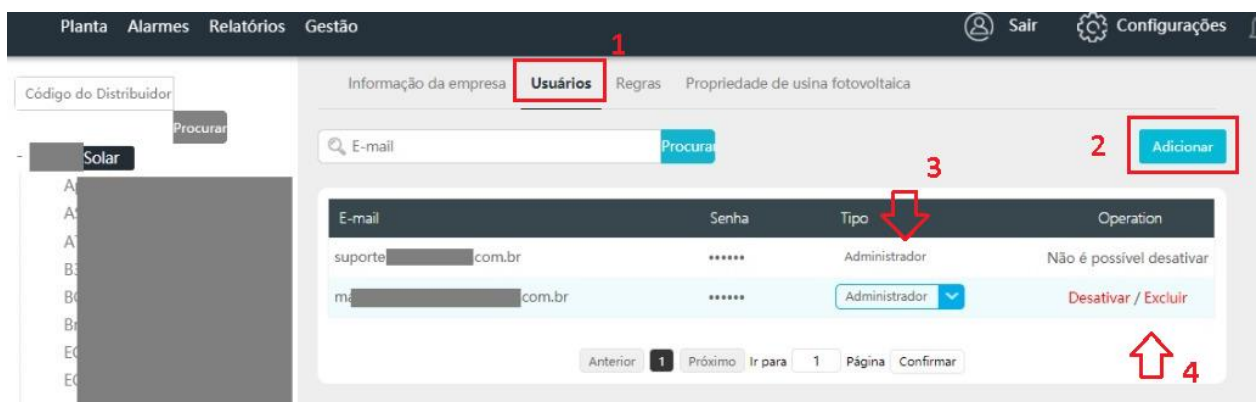 Planta Alarmes Relatórios Gestão Sair Configurações
1
Informação da empresa Usuários Regras Propriedade de usina fotovoltaica
Código do Distribuidor
Procurar
E-mail Procurar
2 Adicionar
- Solar
3
E-mail Senha Tipo Operation
suporte com.br •••••• Administrador Não é possível desativar
ma com.br •••••• Administrador Desativar / Excluir
Anterior 1 Próximo Ir para 1 Página Confirmar
4